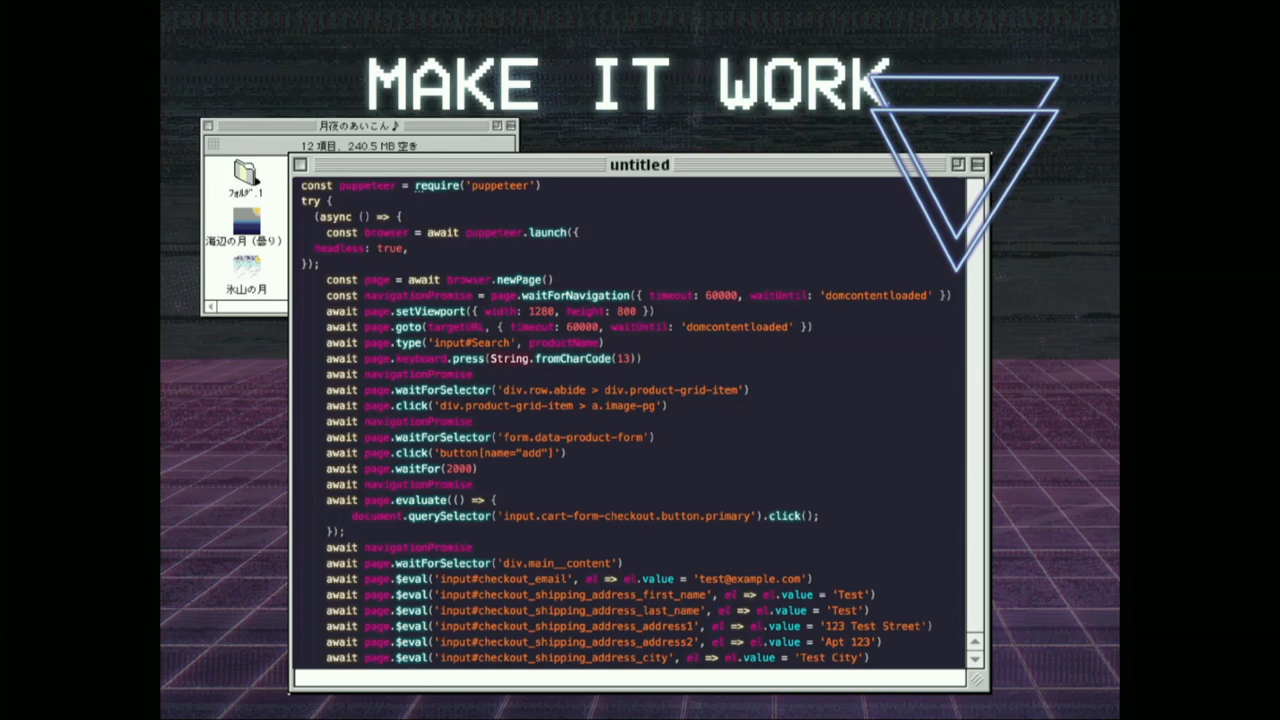 MAKE IT WORK
月夜のあいこん♪
12 項目, 240.5 MB 空き
ﾌｫﾙﾀﾞ.1
海辺の月（曇り）
氷山の月
untitled
const puppeteer = require('puppeteer')
try {
(async () => {
const browser = await puppeteer.launch({
headless: true,
});
const page = await browser.newPage()
const navigationPromise = page.waitForNavigation({ timeout: 60000, waitUntil: 'domcontentloaded' })
await page.setViewport({ width: 1280, height: 800 })
await page.goto(targetURL, { timeout: 60000, waitUntil: 'domcontentloaded' })
await page.type('input#Search', productName)
await page.keyboard.press(String.fromCharCode(13))
await navigationPromise
await page.waitForSelector('div.row.abide > div.product-grid-item')
await page.click('div.product-grid-item > a.image-pg')
await navigationPromise
await page.waitForSelector('form.data-product-form')
await page.click('button[name="add"]')
await page.waitFor(2000)
await navigationPromise
await page.evaluate(() => {
document.querySelector('input.cart-form-checkout.button.primary').click();
});
await navigationPromise
await page.waitForSelector('div.main__content')
await page.$eval('input#checkout_email', el => el.value = 'test@example.com')
await page.$eval('input#checkout_shipping_address_first_name', el => el.value = 'Test')
await page.$eval('input#checkout_shipping_address_last_name', el => el.value = 'Test')
await page.$eval('input#checkout_shipping_address_address1', el => el.value = '123 Test Street')
await page.$eval('input#checkout_shipping_address_address2', el => el.value = 'Apt 123')
await page.$eval('input#checkout_shipping_address_city', el => el.value = 'Test City')